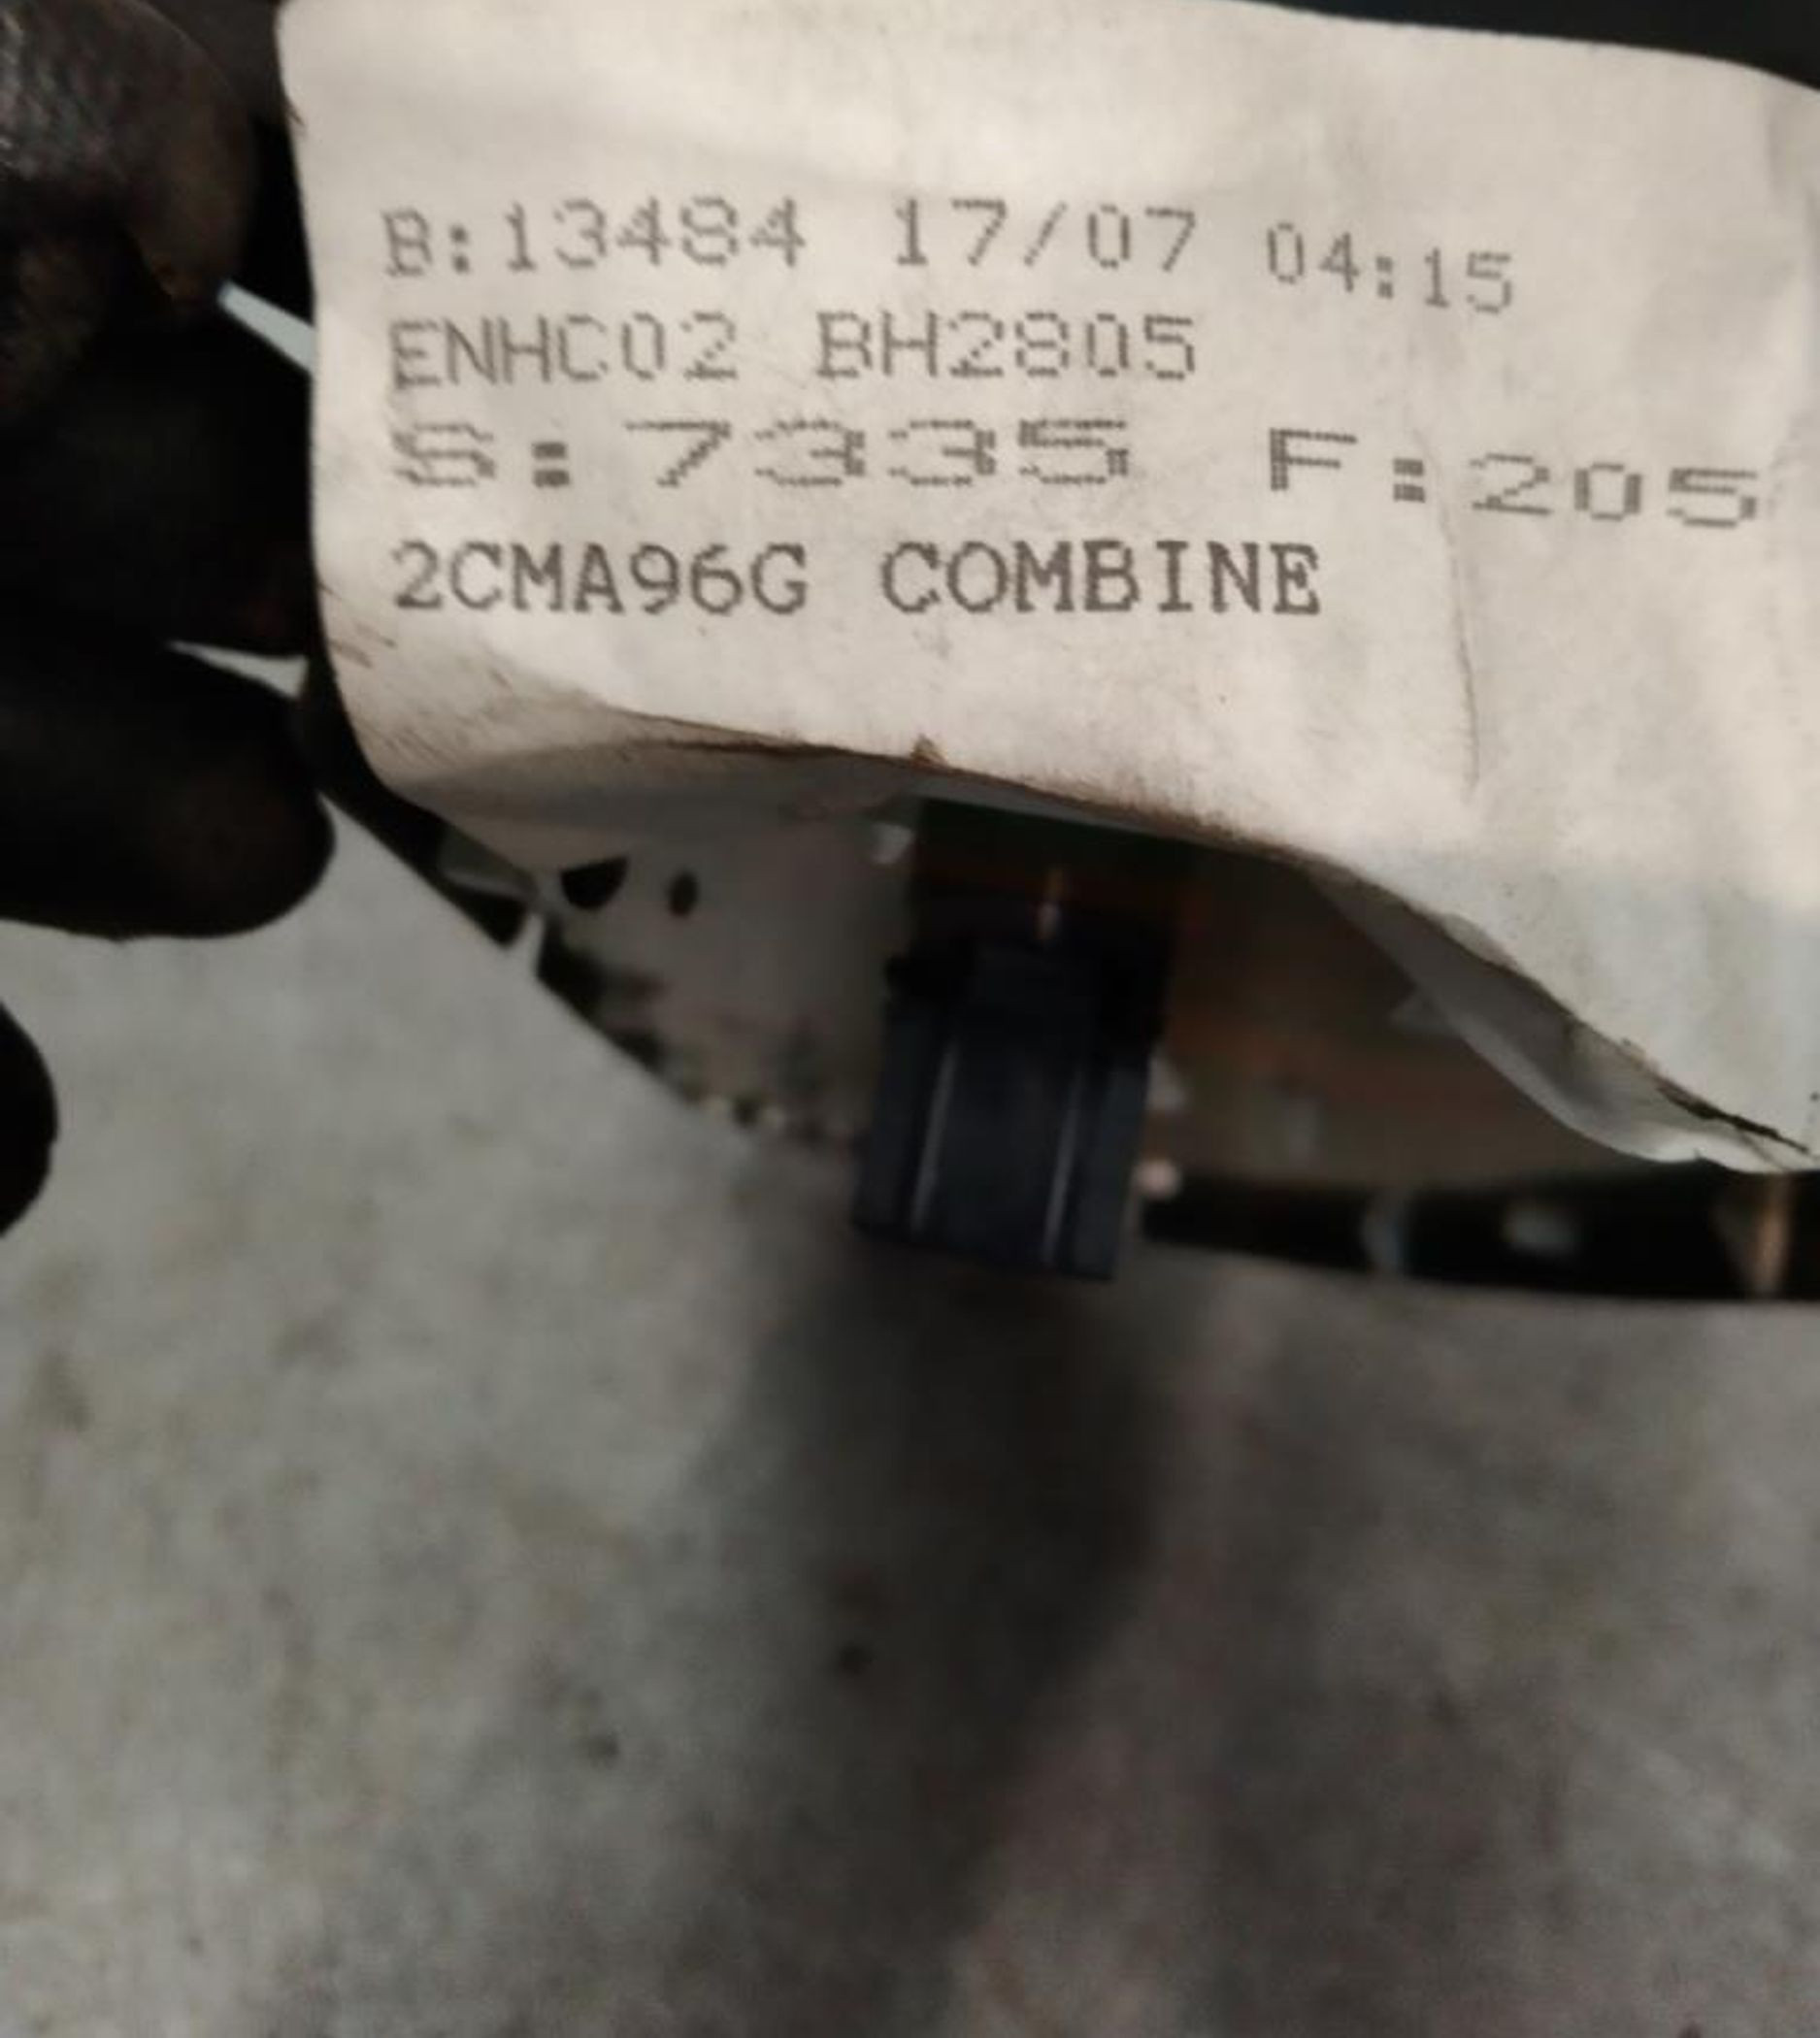 B:13484 17/07 04:15
ENHC02 BH2805
S:7335 F:205
2CMA96G COMBINE